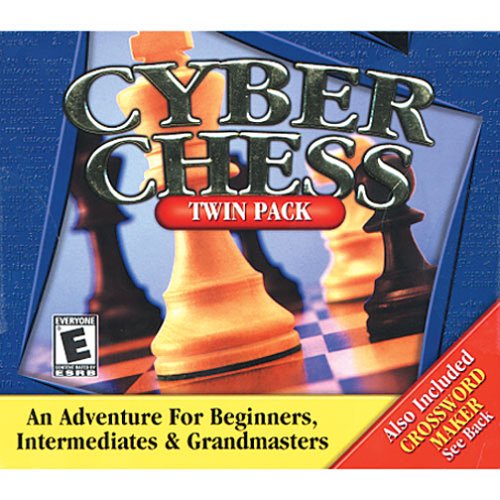 CYBER
CHESS
TWIN PACK
EVERYONE
E
CONTENT RATED BY
ESRB
An Adventure For Beginners,
Intermediates & Grandmasters
Also Included
CROSSWORD
MAKER
See Back